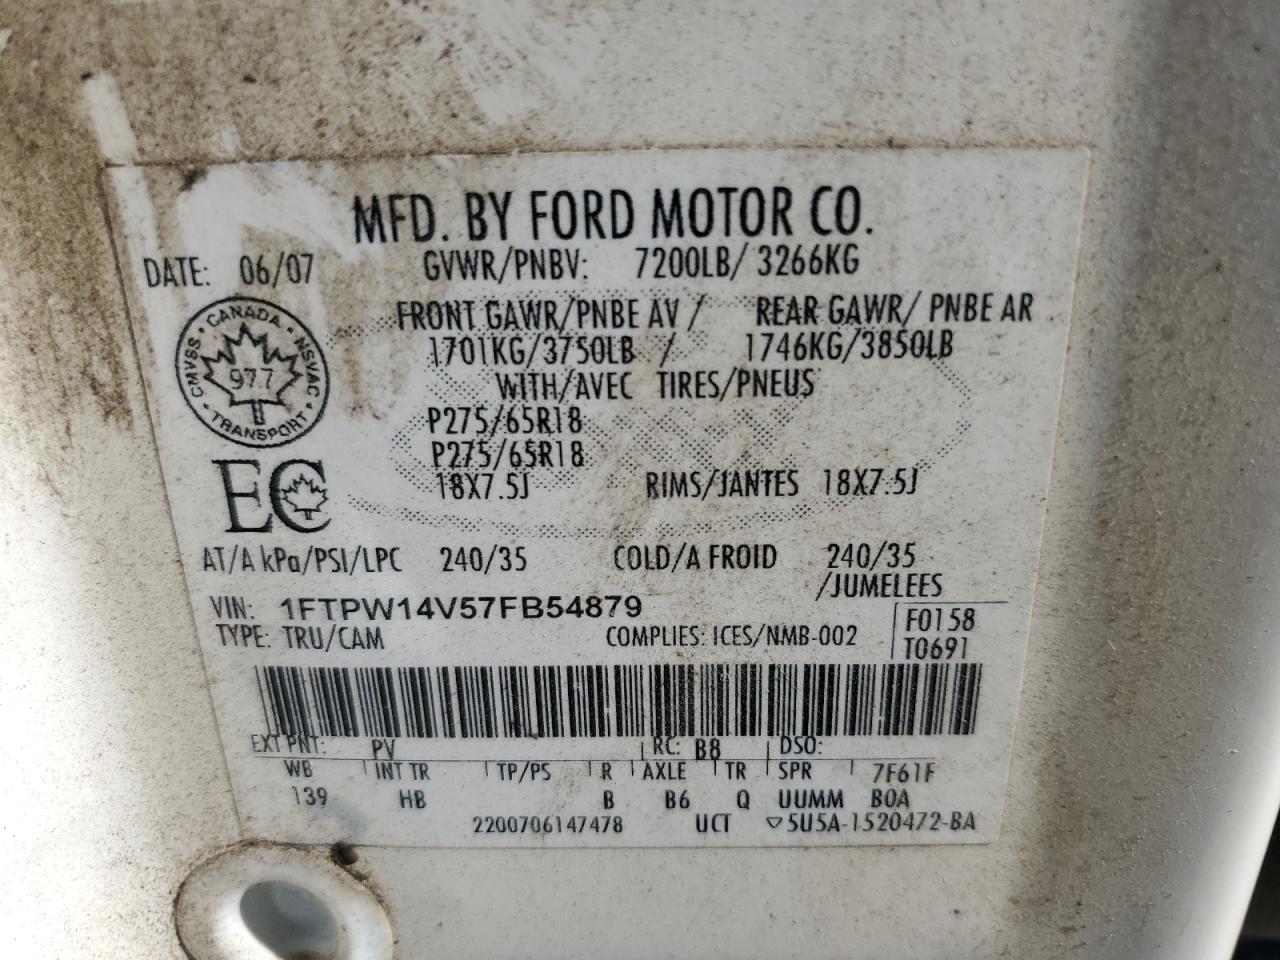 MFD. BY FORD MOTOR CO.
DATE: 06/07 GVWR/PNBV: 7200LB/ 3266KG
FRONT GAWR/PNBE AV / REAR GAWR/ PNBE AR
1701KG/3750LB / 1746KG/3850LB
WITH/AVEC TIRES/PNEUS
CANADA
CMVSS NSVAC
977
TRANSPORT
P275/65R18
P275/65R18
18X7.5J RIMS/JANTES 18X7.5J
EC
AT/A kPa/PSI/LPC 240/35 COLD/A FROID 240/35
/JUMELEES
VIN: 1FTPW14V57FB54879 F0158
TYPE: TRU/CAM COMPLIES: ICES/NMB-002 T0691
EXT PNT: PV RC: B8 DSO:
WB INT TR TP/PS R AXLE TR SPR 7F61F
139 HB B B6 Q UUMM B0A
2200706147478 UCT ▽5U5A-1520472-BA